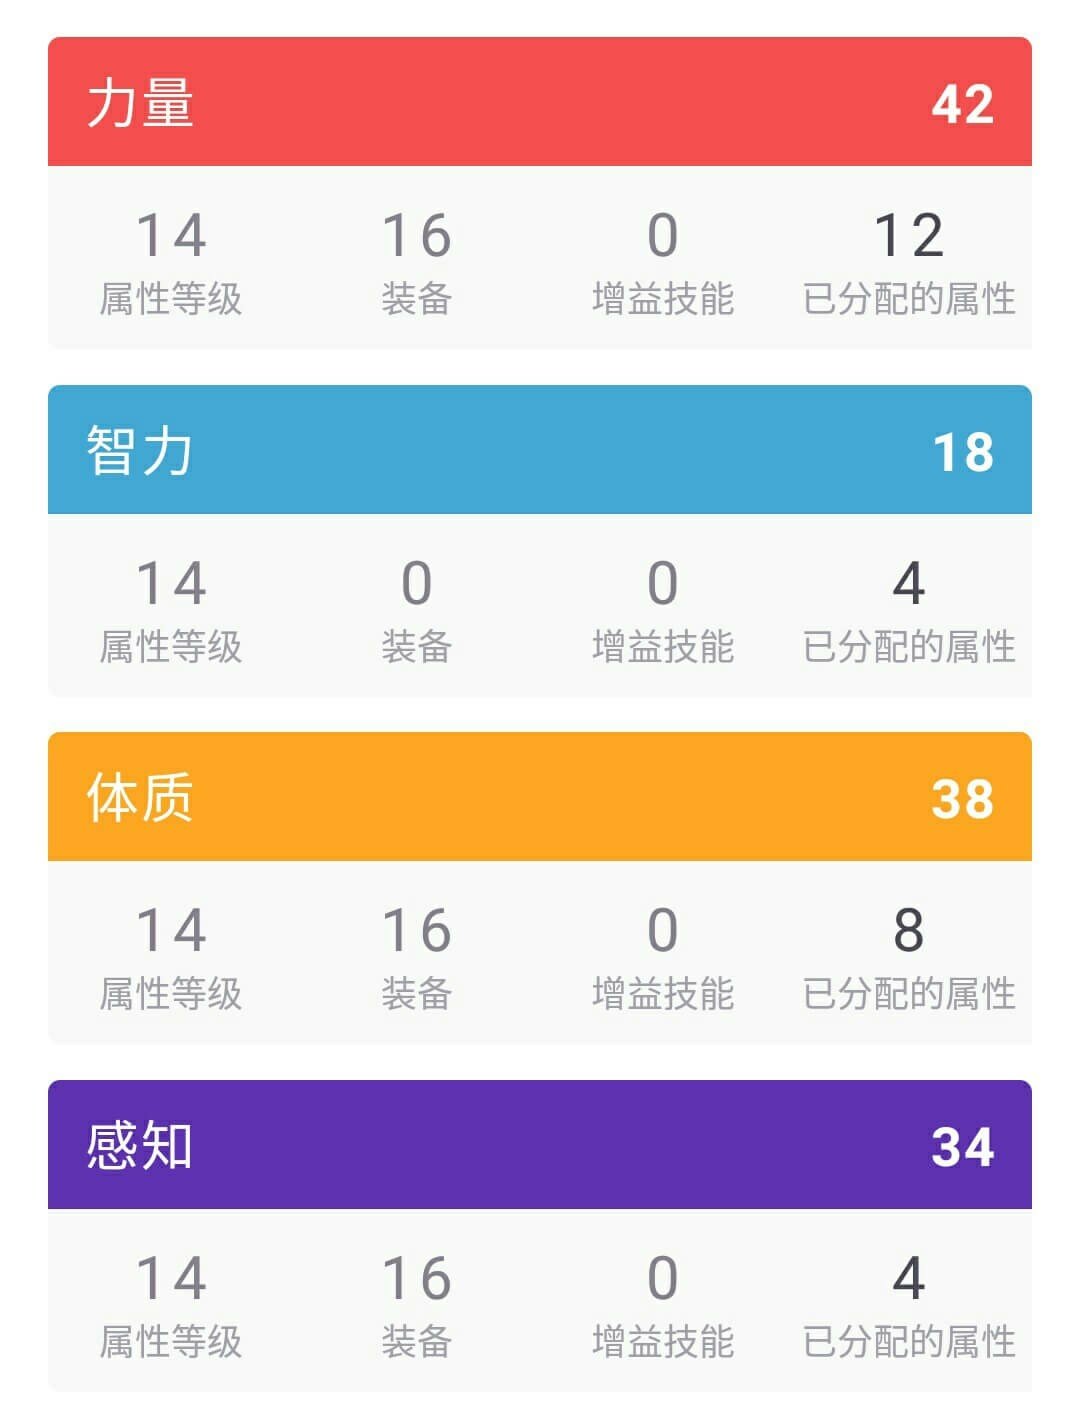 力量 42
14 16 0 12
属性等级 装备 增益技能 已分配的属性
智力 18
14 0 0 4
属性等级 装备 增益技能 已分配的属性
体质 38
14 16 0 8
属性等级 装备 增益技能 已分配的属性
感知 34
14 16 0 4
属性等级 装备 增益技能 已分配的属性